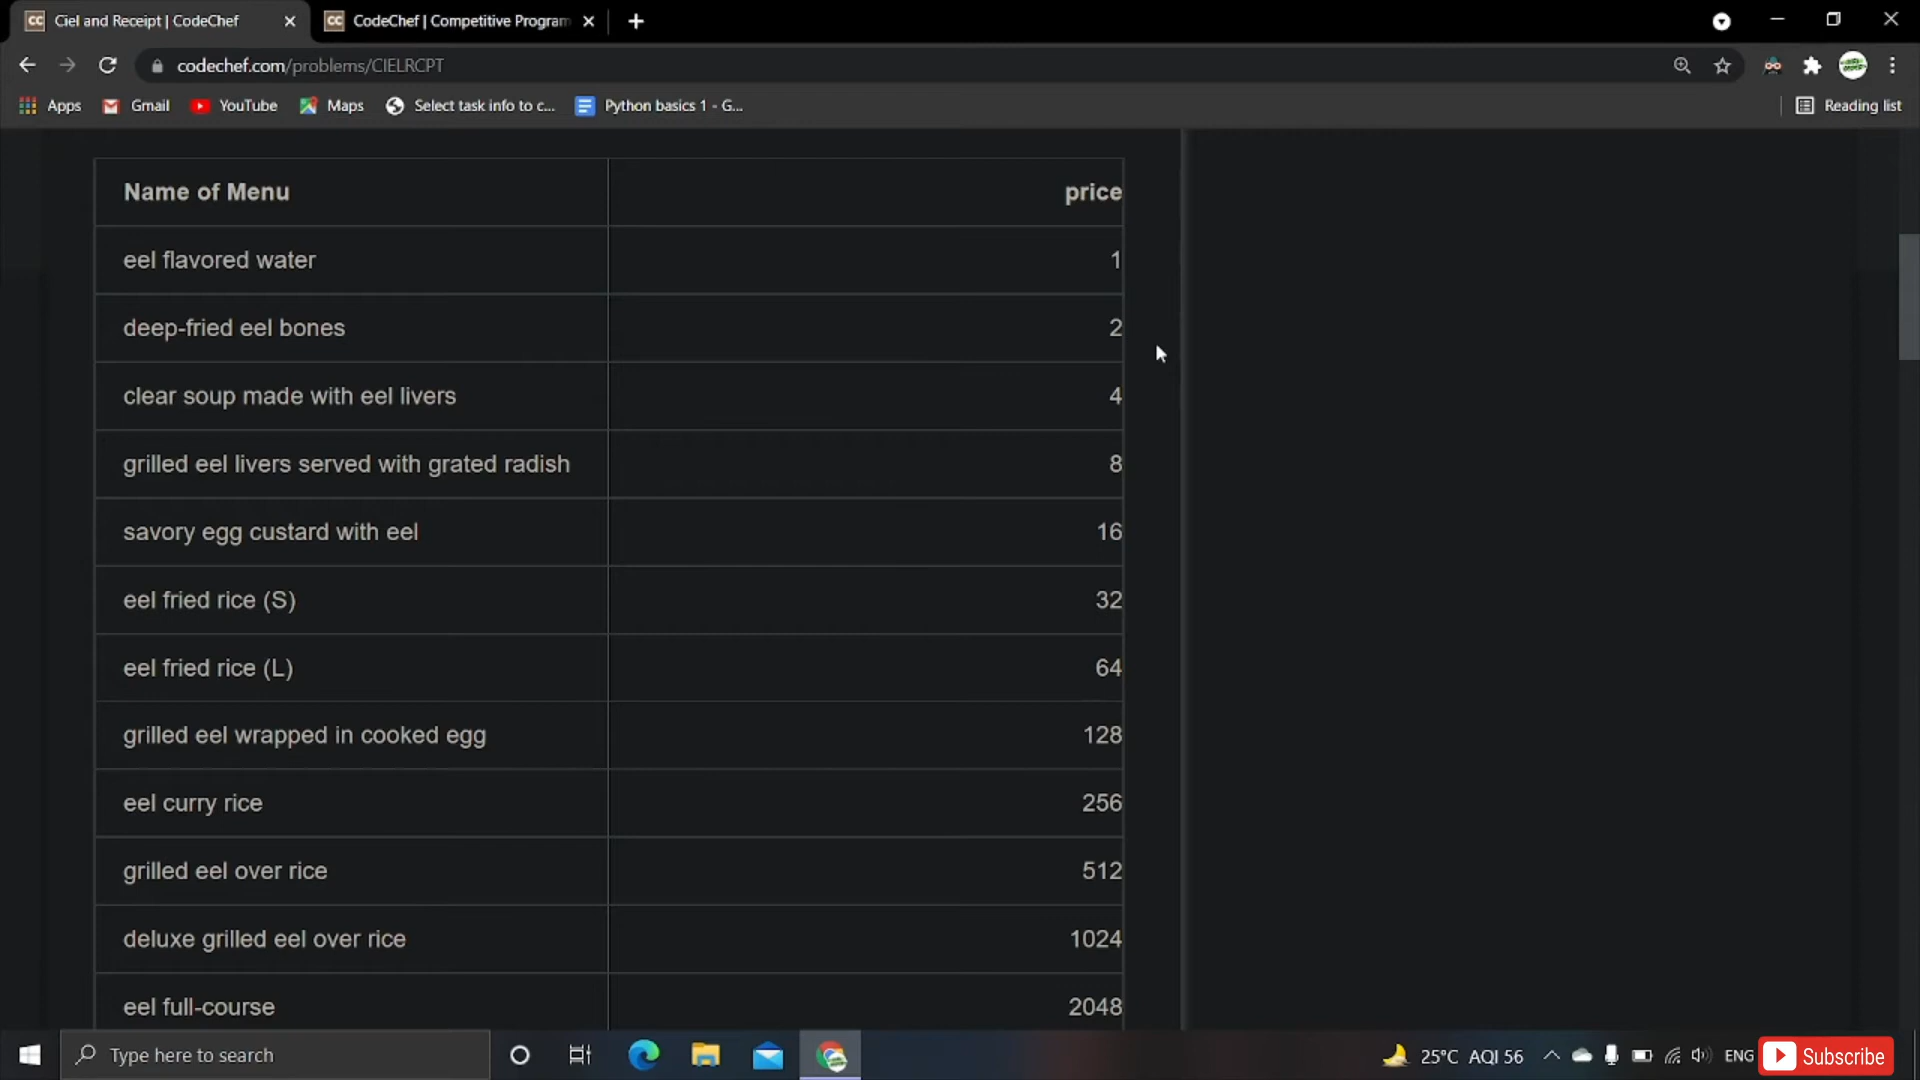 Ciel and Receipt | CodeChef
CodeChef | Competitive Program
codechef.com/problems/CIELRCPT
Apps
Gmail
YouTube
Maps
Select task info to c...
Python basics 1 - G...
Reading list
Name of Menu price
eel flavored water 1
deep-fried eel bones 2
clear soup made with eel livers 4
grilled eel livers served with grated radish 8
savory egg custard with eel 16
eel fried rice (S) 32
eel fried rice (L) 64
grilled eel wrapped in cooked egg 128
eel curry rice 256
grilled eel over rice 512
deluxe grilled eel over rice 1024
eel full-course 2048
Type here to search
25°C AQI 56
ENG
Subscribe